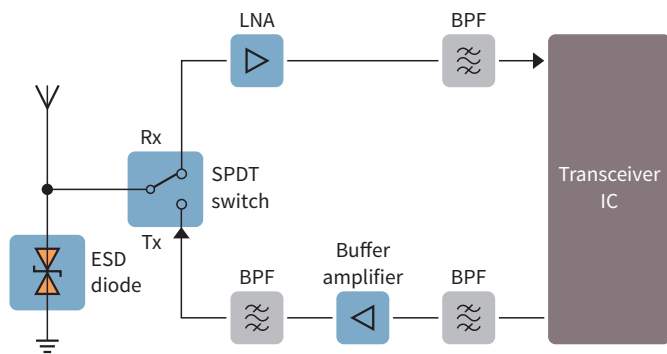 LNA
BPF
Rx
SPDT
switch
Transceiver
IC
Tx
ESD
diode
BPF
Buffer
amplifier
BPF